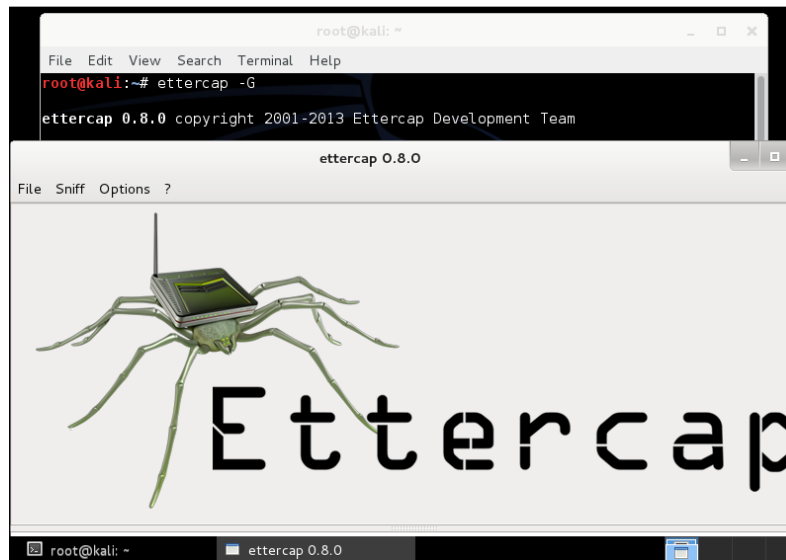 root@kali: ~
File Edit View Search Terminal Help
root@kali:~# ettercap -G
ettercap 0.8.0 copyright 2001-2013 Ettercap Development Team
ettercap 0.8.0
File Sniff Options ?
Ettercap
root@kali: ~
ettercap 0.8.0